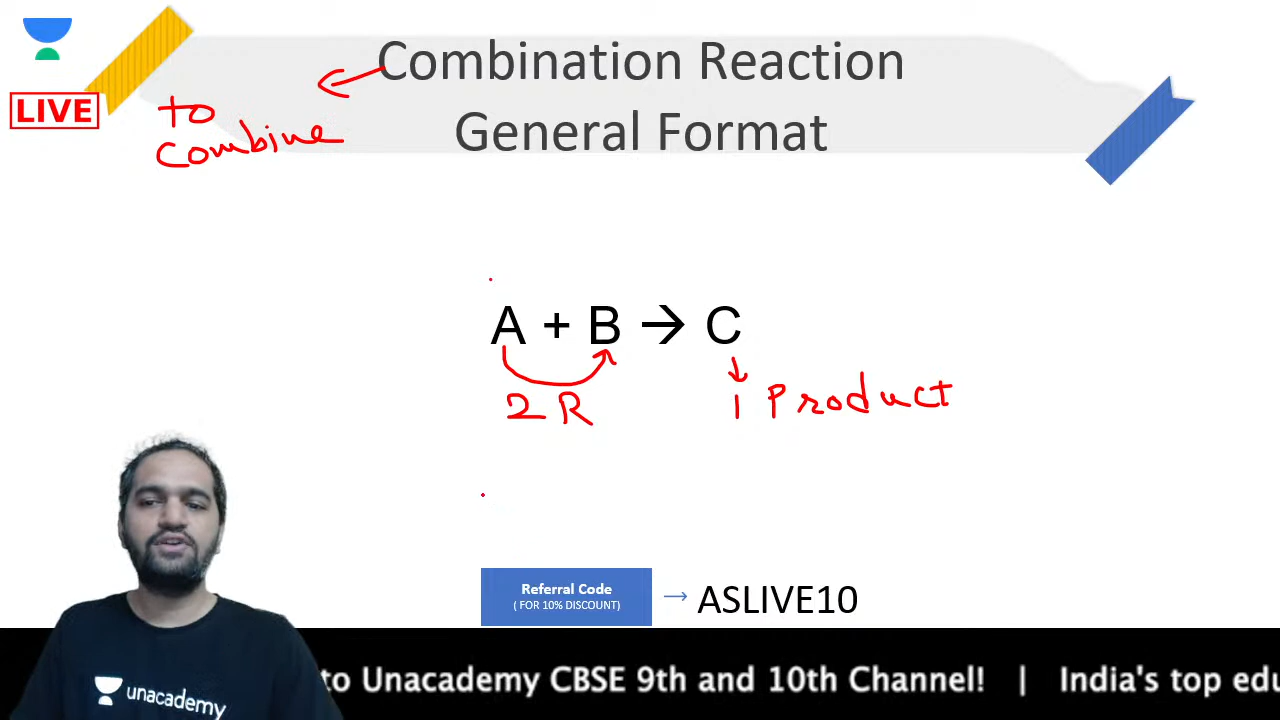 Combination Reaction
General Format
LIVE
to
combine
A + B → C
2 R
1 Product
Referral Code
( FOR 10% DISCOUNT)
→ ASLIVE10
unacademy
to Unacademy CBSE 9th and 10th Channel! | India's top edu